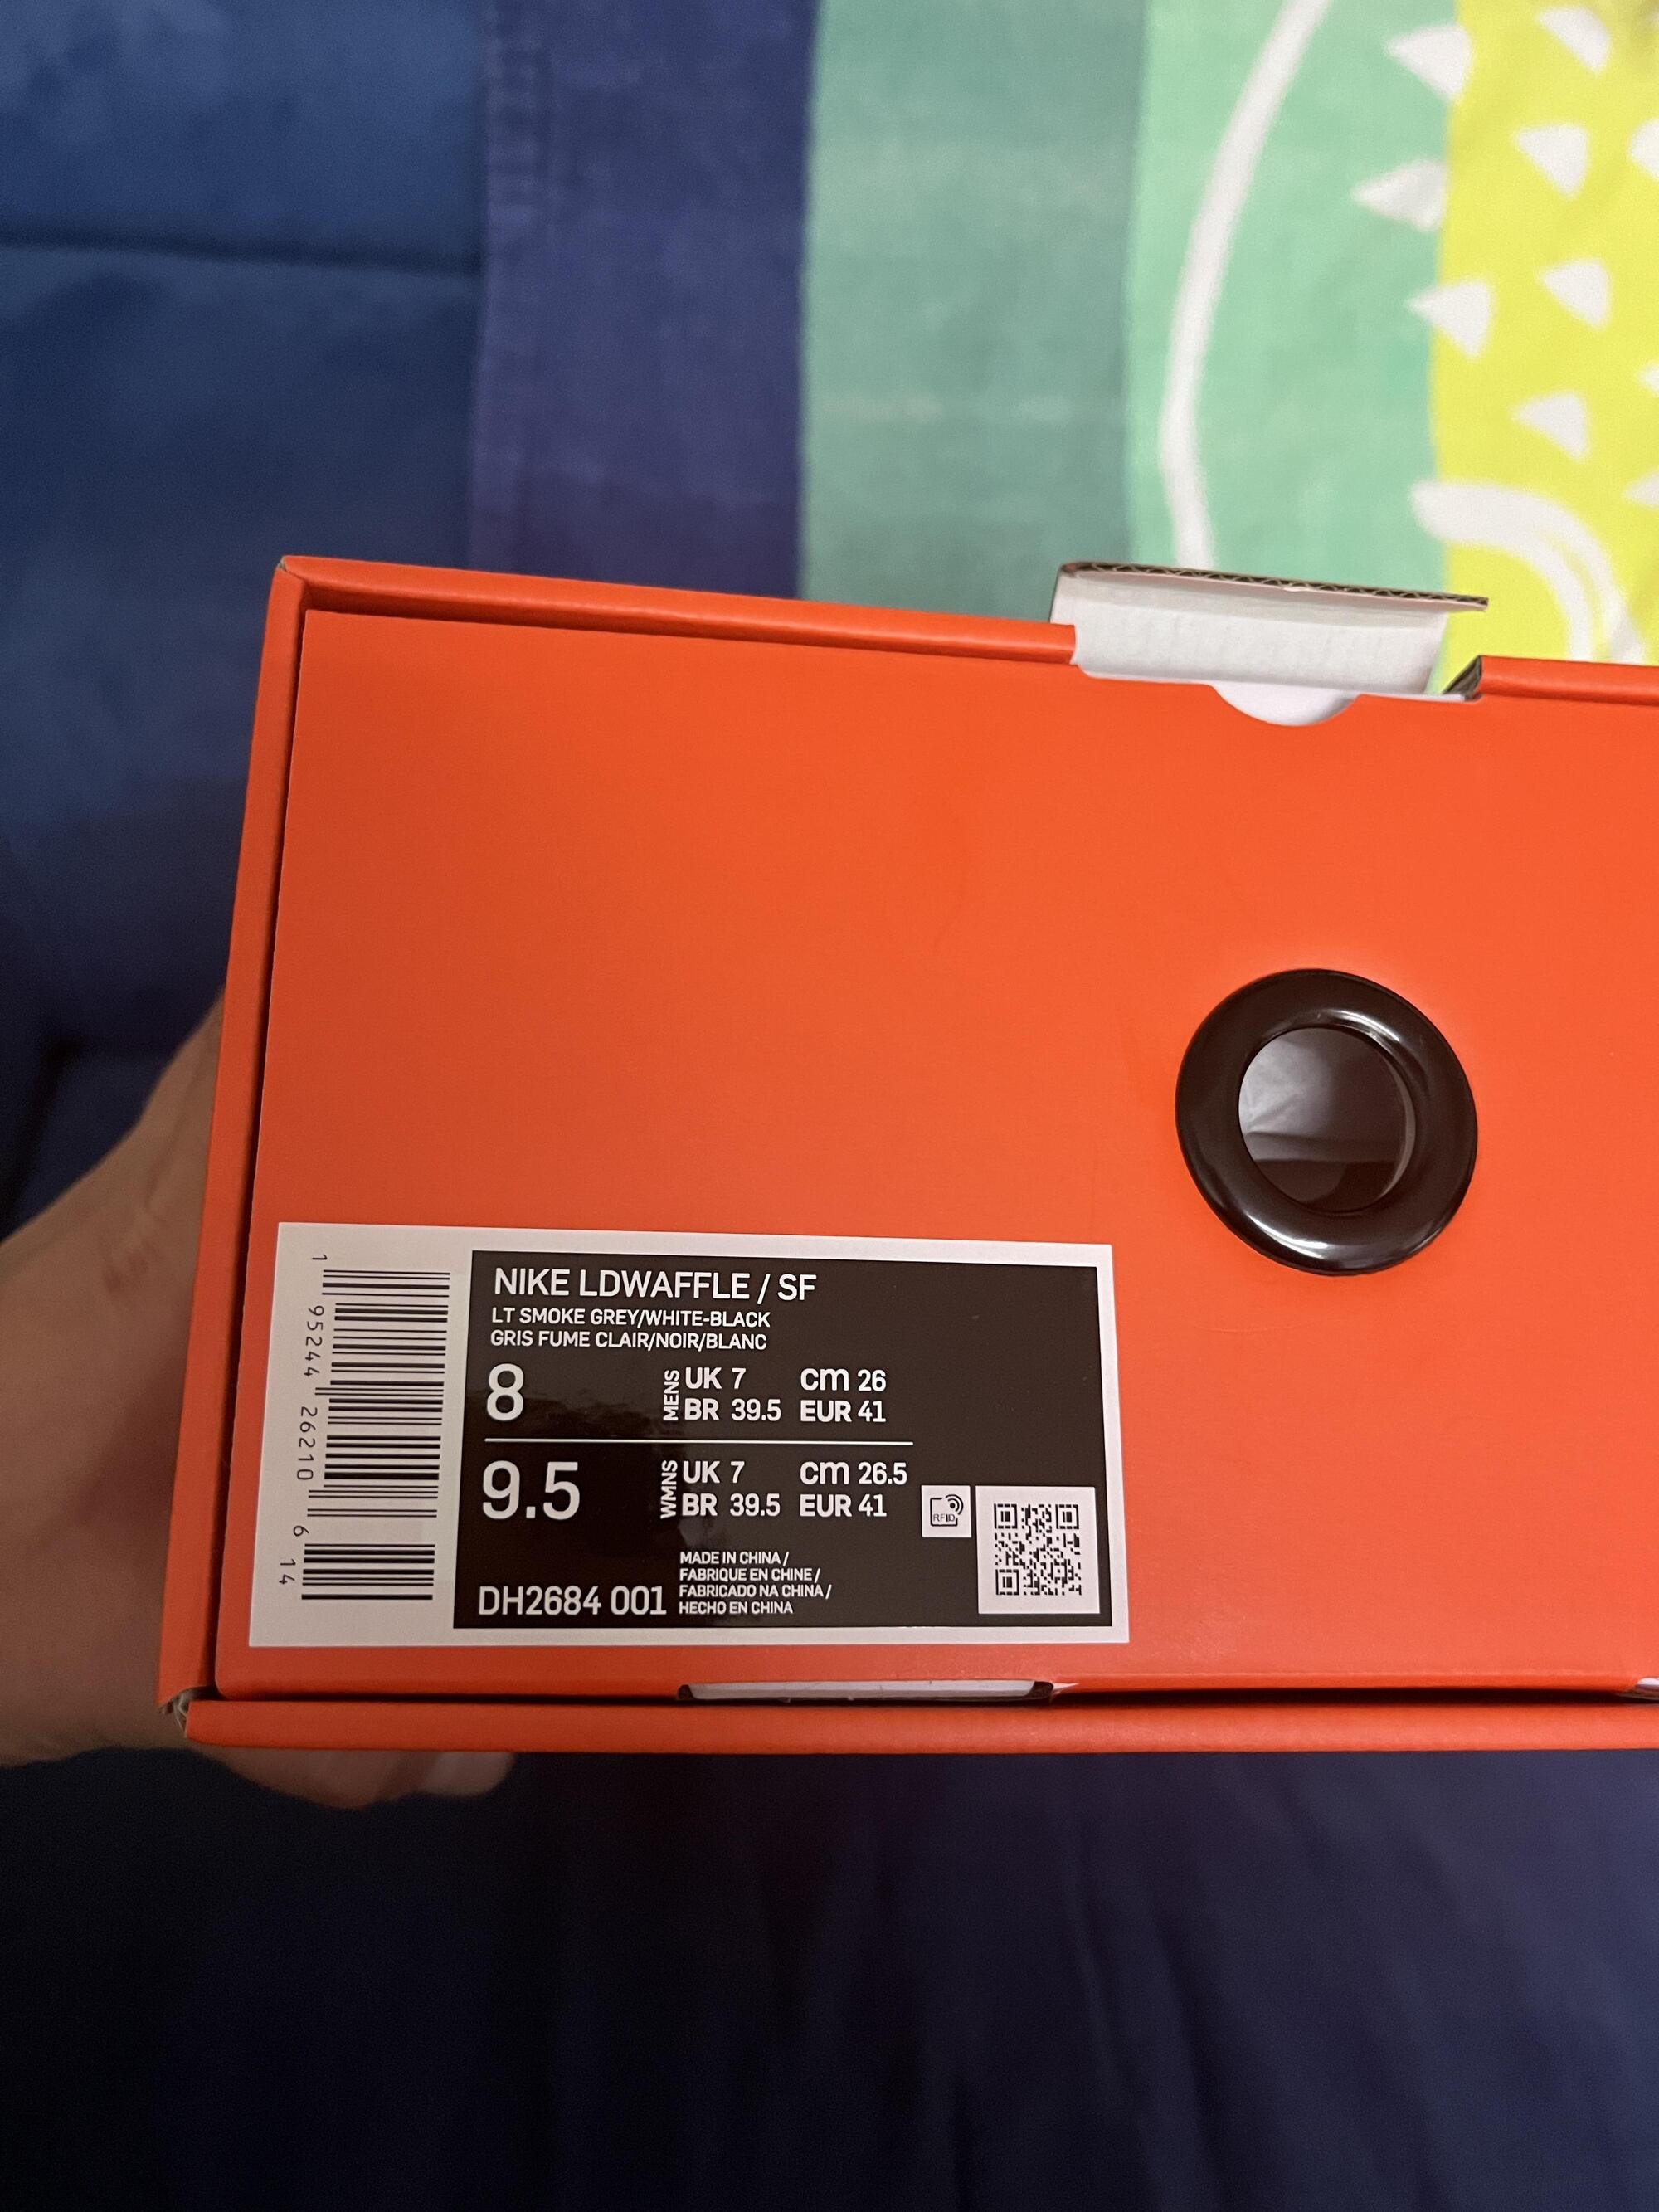 NIKE LDWAFFLE / SF
LT SMOKE GREY/WHITE-BLACK
GRIS FUME CLAIR/NOIR/BLANC
8 MENS UK 7 cm 26
BR 39.5 EUR 41
9.5 WMNS UK 7 cm 26.5
BR 39.5 EUR 41
RFID
MADE IN CHINA /
FABRIQUE EN CHINE /
FABRICADO NA CHINA /
HECHO EN CHINA
DH2684 001
1 95244 26210 6 14